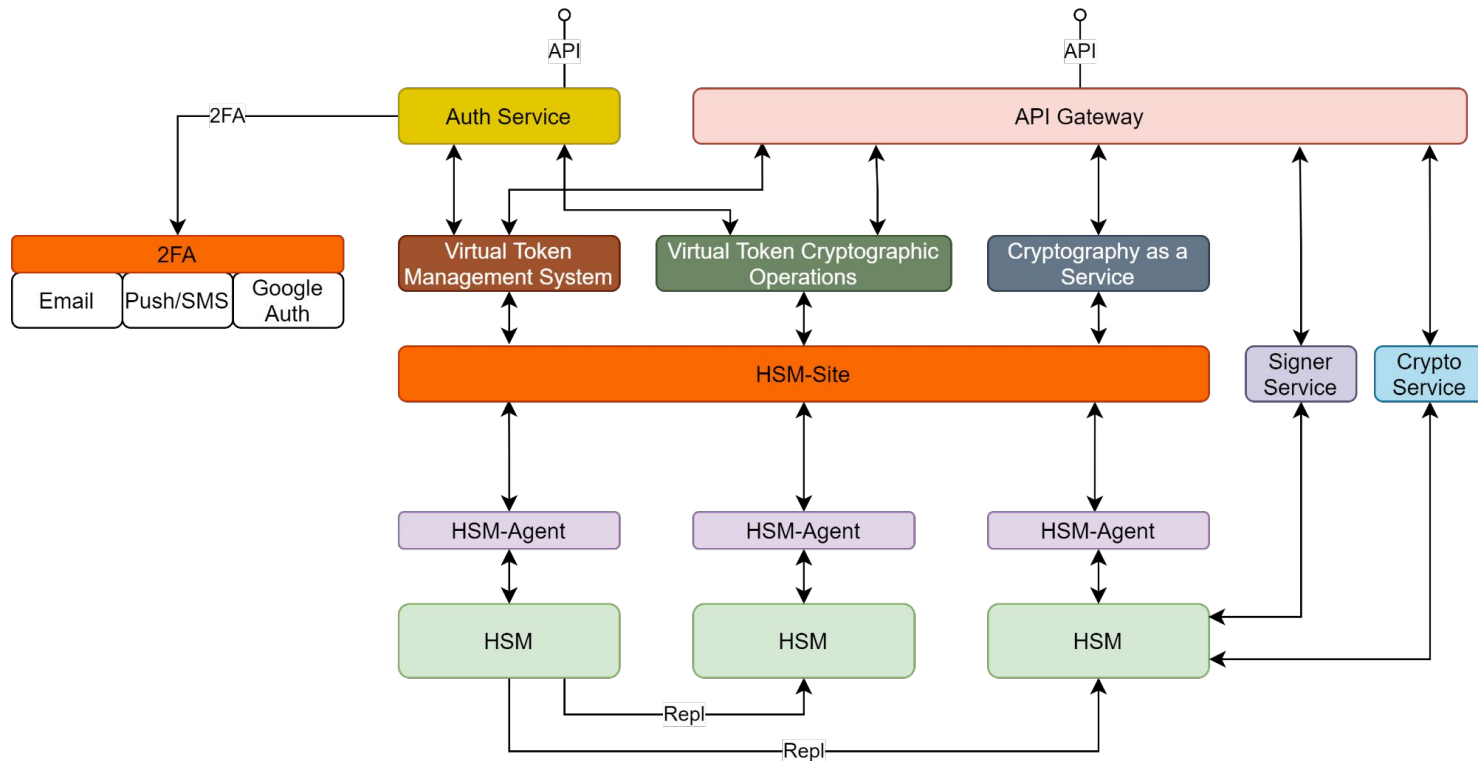 API
API
Auth Service
API Gateway
2FA
2FA
Email
Push/SMS
Google
Auth
Virtual Token
Management System
Virtual Token Cryptographic
Operations
Cryptography as a
Service
HSM-Site
Signer
Service
Crypto
Service
HSM-Agent
HSM-Agent
HSM-Agent
HSM
HSM
HSM
Repl
Repl